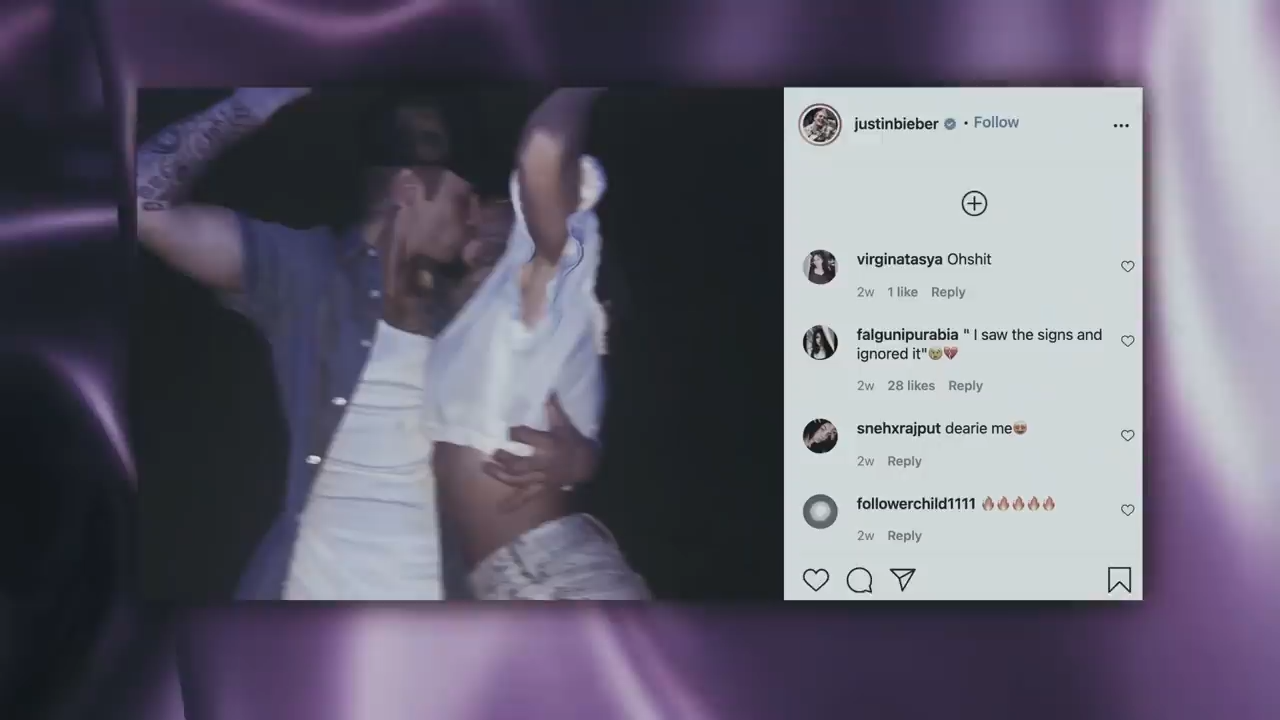 justinbieber • Follow
virginatasya Ohshit
2w 1 like Reply
falgunipurabia " I saw the signs and
ignored it"😢💔
2w 28 likes Reply
snehxrajput dearie me😍
2w Reply
followerchild1111 🔥🔥🔥🔥🔥
2w Reply